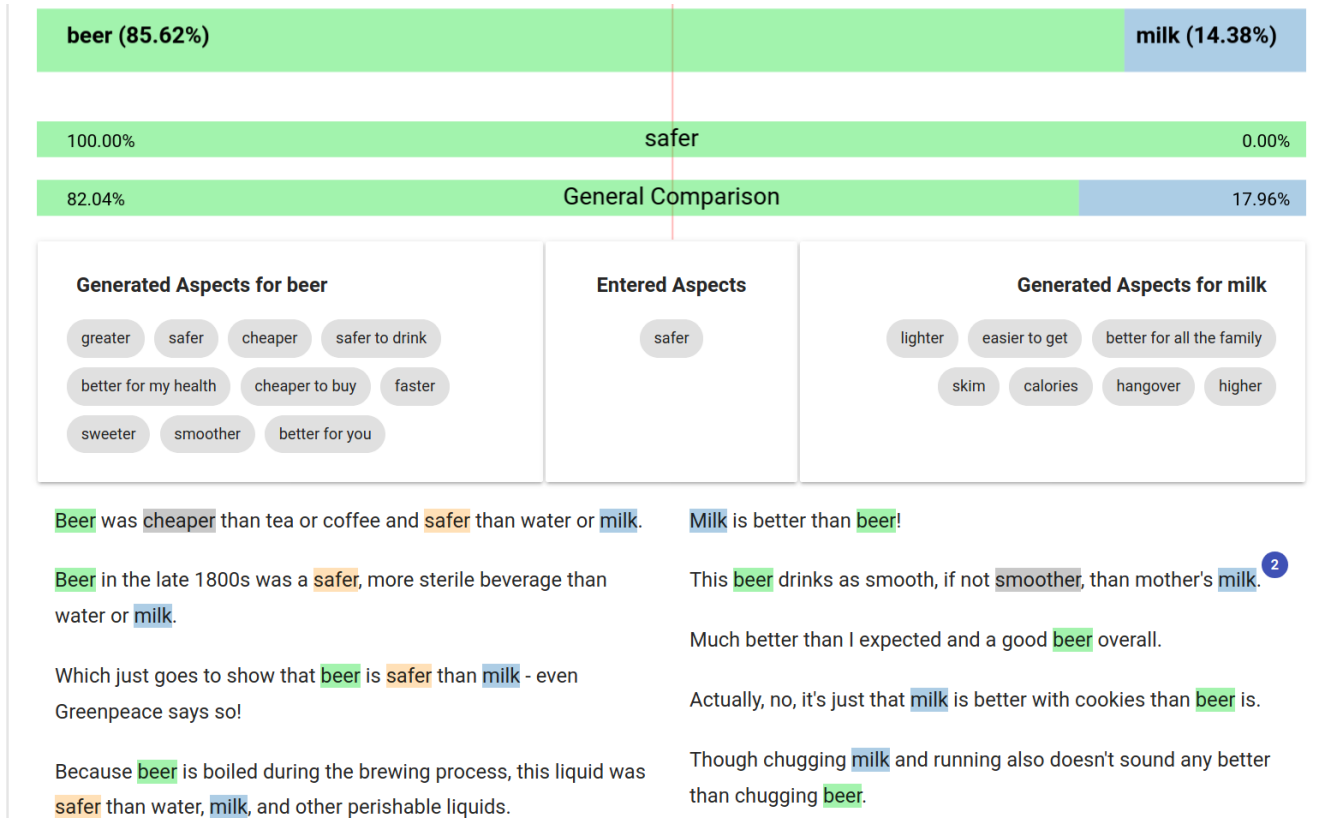 beer (85.62%) milk (14.38%)
100.00% safer 0.00%
82.04% General Comparison 17.96%
Generated Aspects for beer
greater safer cheaper safer to drink
better for my health cheaper to buy faster
sweeter smoother better for you
Entered Aspects
safer
Generated Aspects for milk
lighter easier to get better for all the family
skim calories hangover higher
Beer was cheaper than tea or coffee and safer than water or milk.
Beer in the late 1800s was a safer, more sterile beverage than
water or milk.
Which just goes to show that beer is safer than milk - even
Greenpeace says so!
Because beer is boiled during the brewing process, this liquid was
safer than water, milk, and other perishable liquids.
Milk is better than beer!
This beer drinks as smooth, if not smoother, than mother's milk. 2
Much better than I expected and a good beer overall.
Actually, no, it's just that milk is better with cookies than beer is.
Though chugging milk and running also doesn't sound any better
than chugging beer.